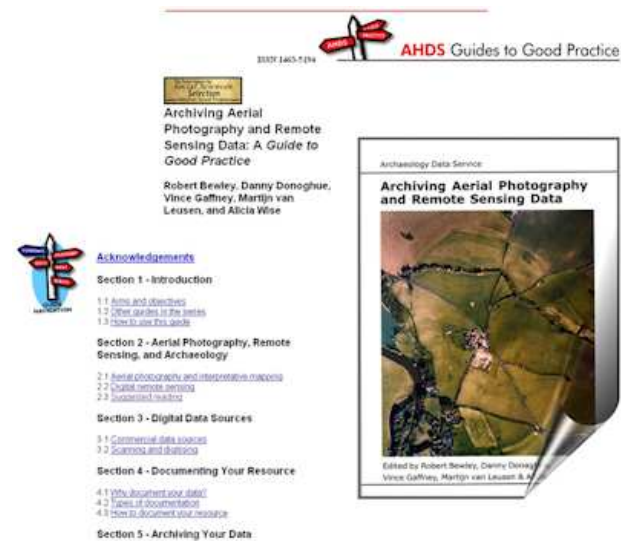 AHDS
ISSN 1463-5194
AHDS Guides to Good Practice
Selection
Archiving Aerial
Photography and Remote
Sensing Data: A Guide to
Good Practice
Robert Bewley, Danny Donoghue,
Vince Gaffney, Martijn van
Leusen, and Alicia Wise
Acknowledgements
Section 1 - Introduction
1.1 Aims and objectives
1.2 Other guides in the series
1.3 How to use this guide
Section 2 - Aerial Photography, Remote
Sensing, and Archaeology
2.1 Aerial photography and interpretative mapping
2.2 Digital remote sensing
2.3 Suggested reading
Section 3 - Digital Data Sources
3.1 Commercial data sources
3.2 Scanning and digitising
Section 4 - Documenting Your Resource
4.1 Why document your data?
4.2 Types of documentation
4.3 How to document your resource
Section 5 - Archiving Your Data
Archaeology Data Service
Archiving Aerial Photography
and Remote Sensing Data
Edited by Robert Bewley, Danny
Vince Gaffney, Martijn van Leusen &